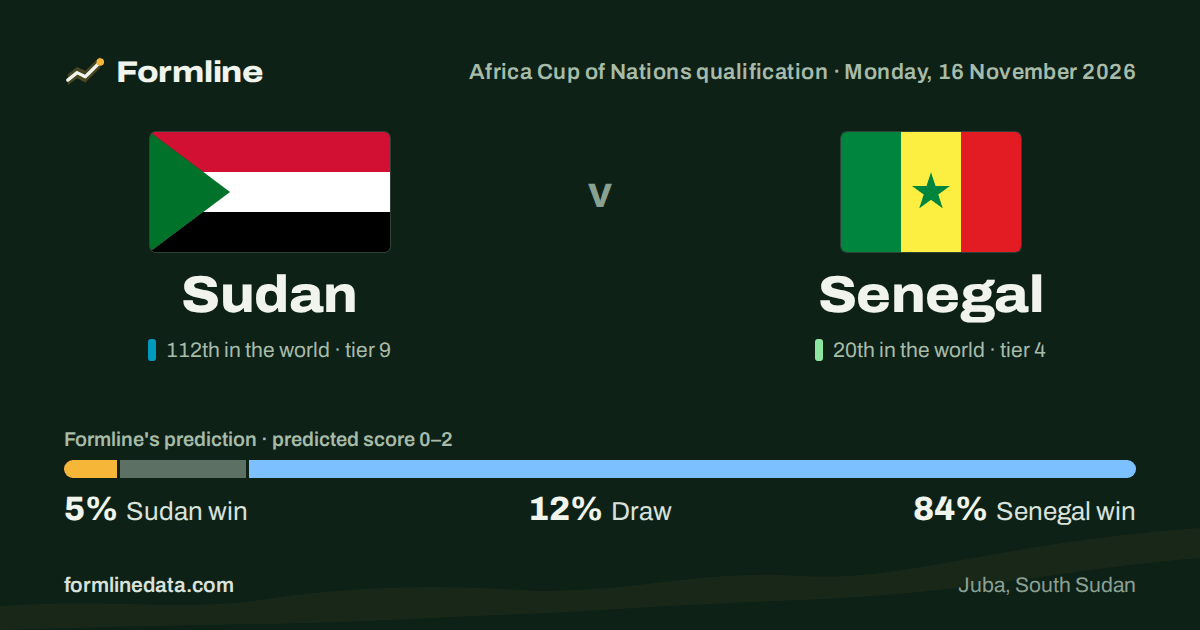 Formline
Africa Cup of Nations qualification · Monday, 16 November 2026
v
Sudan
Senegal
112th in the world · tier 9
20th in the world · tier 4
Formline's prediction · predicted score 0–2
5% Sudan win
12% Draw
84% Senegal win
formlinedata.com
Juba, South Sudan